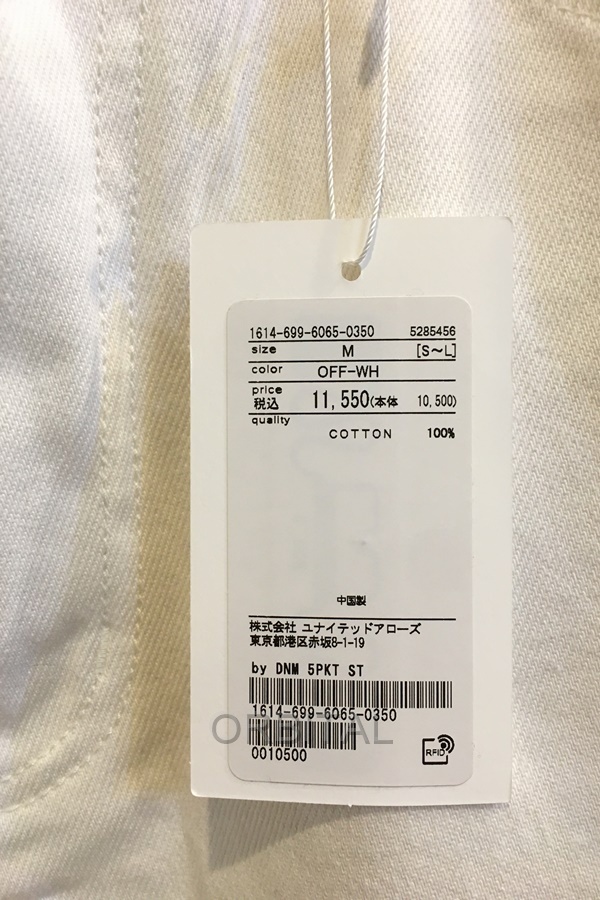 1614-699-6065-0350 5285456
size M [S~L]
color OFF-WH
price
税込 11,550(本体 10,500)
quality
COTTON 100%
中国製
株式会社 ユナイテッドアローズ
東京都港区赤坂8-1-19
by DNM 5PKT ST
1614-699-6065-0350
ORBITAL
0010500
RFID